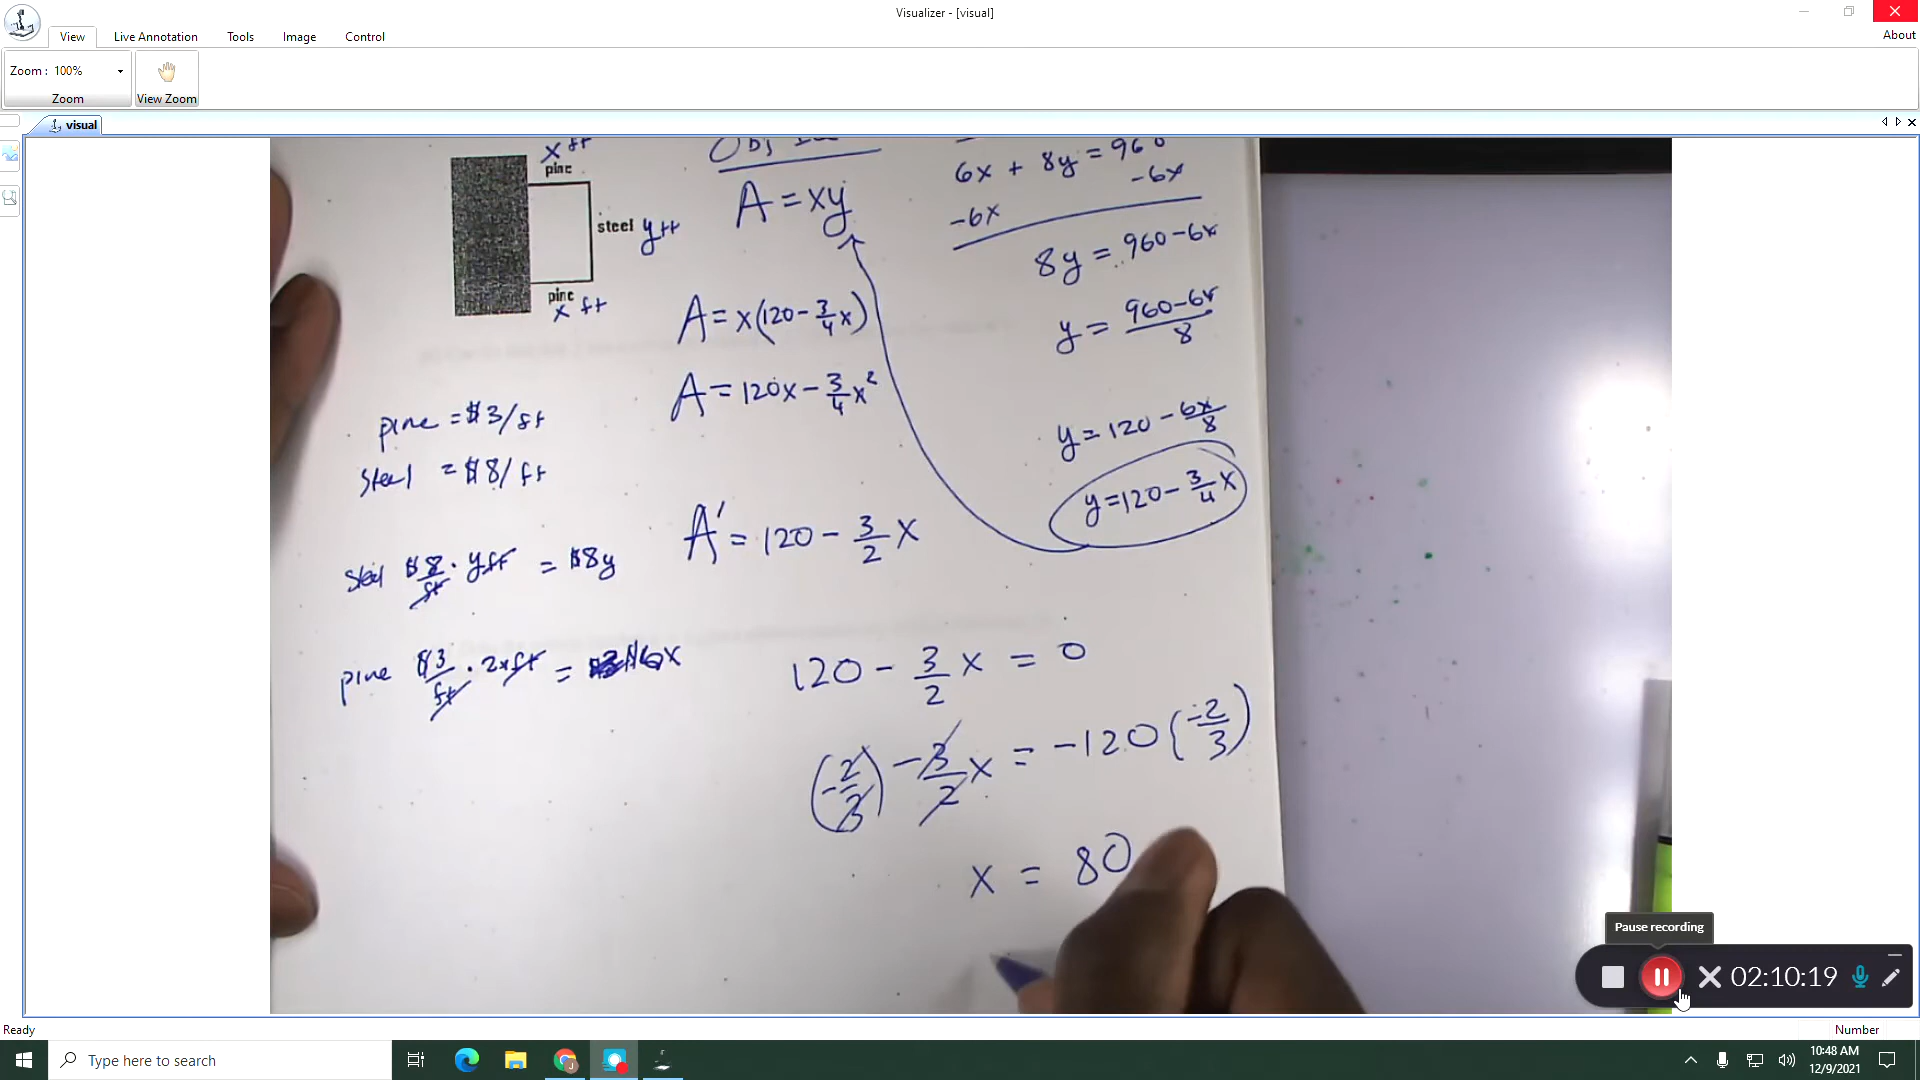 Visualizer - [visual]
View Live Annotation Tools Image Control
About
Zoom : 100%
Zoom
View Zoom
visual
x ft
pine
steel y ft
pine
x ft
pine = $3/ft
steel = $8/ft
steel $8/ft · y ft = $8y
pine $3/ft · 2x ft = $6x
Obj
A = xy
A = x(120 - 3/4 x)
A = 120x - 3/4 x²
A' = 120 - 3/2 x
6x + 8y = 960
-6x -6x
8y = 960 - 6x
y = 960-6x/8
y = 120 - 6x/8
y = 120 - 3/4 x
120 - 3/2 x = 0
(-2/3) -3/2 x = -120(-2/3)
x = 80
Pause recording
02:10:19
Ready
Number
Type here to search
10:48 AM
12/9/2021